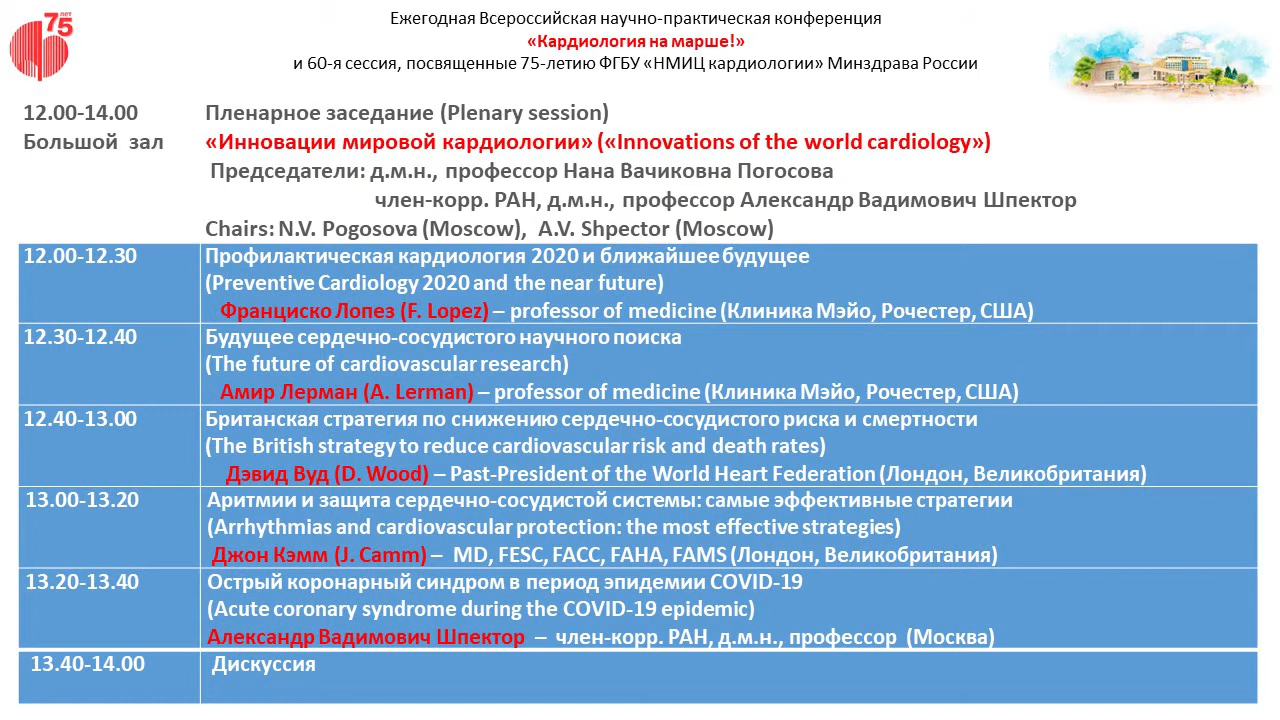 75 лет
Ежегодная Всероссийская научно-практическая конференция
«Кардиология на марше!»
и 60-я сессия, посвященные 75-летию ФГБУ «НМИЦ кардиологии» Минздрава России
12.00-14.00 Пленарное заседание (Plenary session)
Большой зал «Инновации мировой кардиологии» («Innovations of the world cardiology»)
Председатели: д.м.н., профессор Нана Вачиковна Погосова
член-корр. РАН, д.м.н., профессор Александр Вадимович Шпектор
Chairs: N.V. Pogosova (Moscow), A.V. Shpector (Moscow)
12.00-12.30 Профилактическая кардиология 2020 и ближайшее будущее
(Preventive Cardiology 2020 and the near future)
Франциско Лопез (F. Lopez) – professor of medicine (Клиника Мэйо, Рочестер, США)
12.30-12.40 Будущее сердечно-сосудистого научного поиска
(The future of cardiovascular research)
Амир Лерман (A. Lerman) – professor of medicine (Клиника Мэйо, Рочестер, США)
12.40-13.00 Британская стратегия по снижению сердечно-сосудистого риска и смертности
(The British strategy to reduce cardiovascular risk and death rates)
Дэвид Вуд (D. Wood) – Past-President of the World Heart Federation (Лондон, Великобритания)
13.00-13.20 Аритмии и защита сердечно-сосудистой системы: самые эффективные стратегии
(Arrhythmias and cardiovascular protection: the most effective strategies)
Джон Кэмм (J. Camm) – MD, FESC, FACC, FAHA, FAMS (Лондон, Великобритания)
13.20-13.40 Острый коронарный синдром в период эпидемии COVID-19
(Acute coronary syndrome during the COVID-19 epidemic)
Александр Вадимович Шпектор – член-корр. РАН, д.м.н., профессор (Москва)
13.40-14.00 Дискуссия